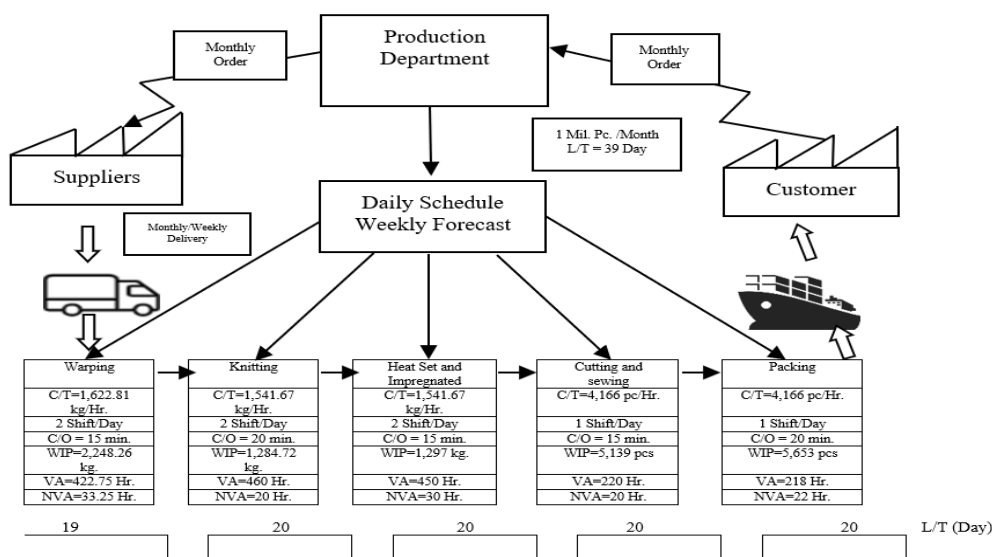 Monthly
Order
Production
Department
Monthly
Order
1 Mil. Pc. /Month
L/T = 39 Day
Suppliers
Customer
Daily Schedule
Weekly Forecast
Monthly/Weekly
Delivery
Warping
C/T=1,622.81
kg/Hr.
2 Shift/Day
C/O = 15 min.
WIP=2,248.26
kg.
VA=422.75 Hr.
NVA=33.25 Hr.
Knitting
C/T=1,541.67
kg/Hr.
2 Shift/Day
C/O = 20 min.
WIP=1,284.72
kg.
VA=460 Hr.
NVA=20 Hr.
Heat Set and
Impregnated
C/T=1,541.67
kg/Hr.
2 Shift/Day
C/O = 15 min.
WIP=1,297 kg.
VA=450 Hr.
NVA=30 Hr.
Cutting and
sewing
C/T=4,166 pc/Hr.
1 Shift/Day
C/O = 15 min.
WIP=5,139 pcs
VA=220 Hr.
NVA=20 Hr.
Packing
C/T=4,166 pc/Hr.
1 Shift/Day
C/O = 20 min.
WIP=5,653 pcs
VA=218 Hr.
NVA=22 Hr.
19 20 20 20 20 L/T (Day)